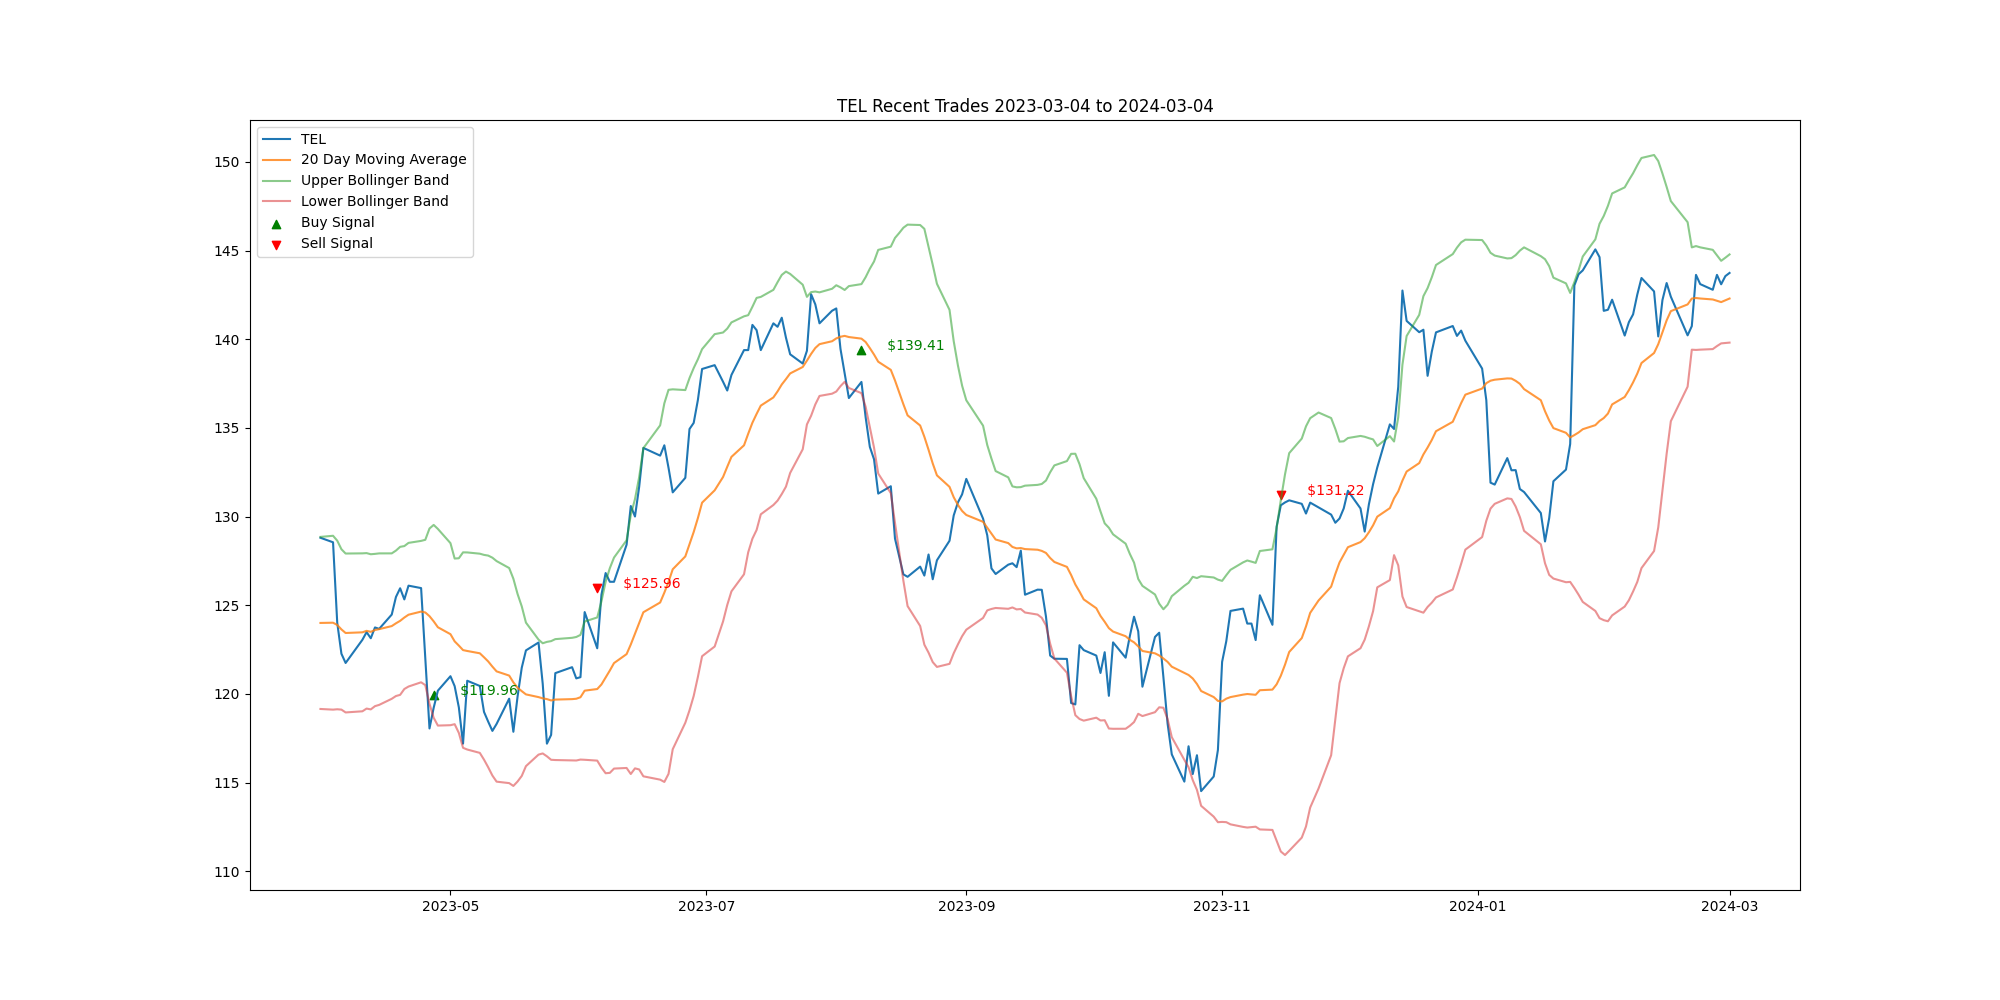 TEL Recent Trades 2023-03-04 to 2024-03-04
TEL
20 Day Moving Average
Upper Bollinger Band
Lower Bollinger Band
Buy Signal
Sell Signal
150
145
140
135
130
125
120
115
110
$139.41
$131.22
$125.96
$119.96
2023-05
2023-07
2023-09
2023-11
2024-01
2024-03